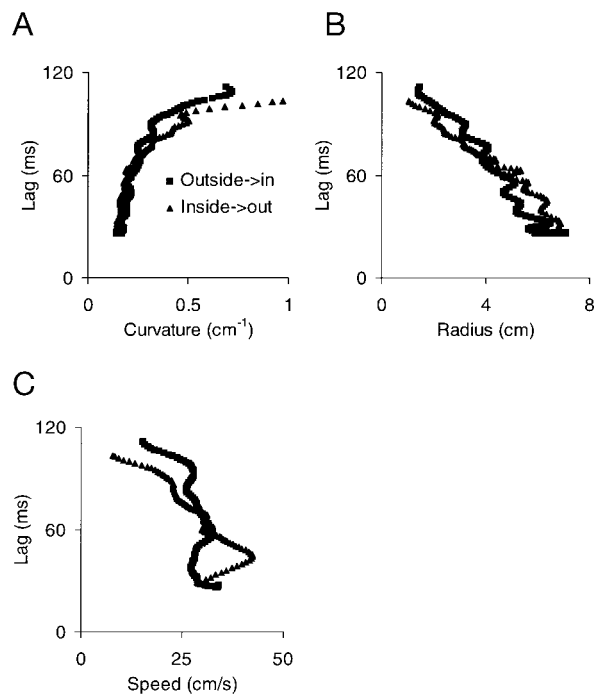 A
B
120
60
0
Lag (ms)
Outside->in
Inside->out
0
0.5
1
Curvature (cm-1)
120
60
0
Lag (ms)
0
4
8
Radius (cm)
C
120
60
0
Lag (ms)
0
25
50
Speed (cm/s)